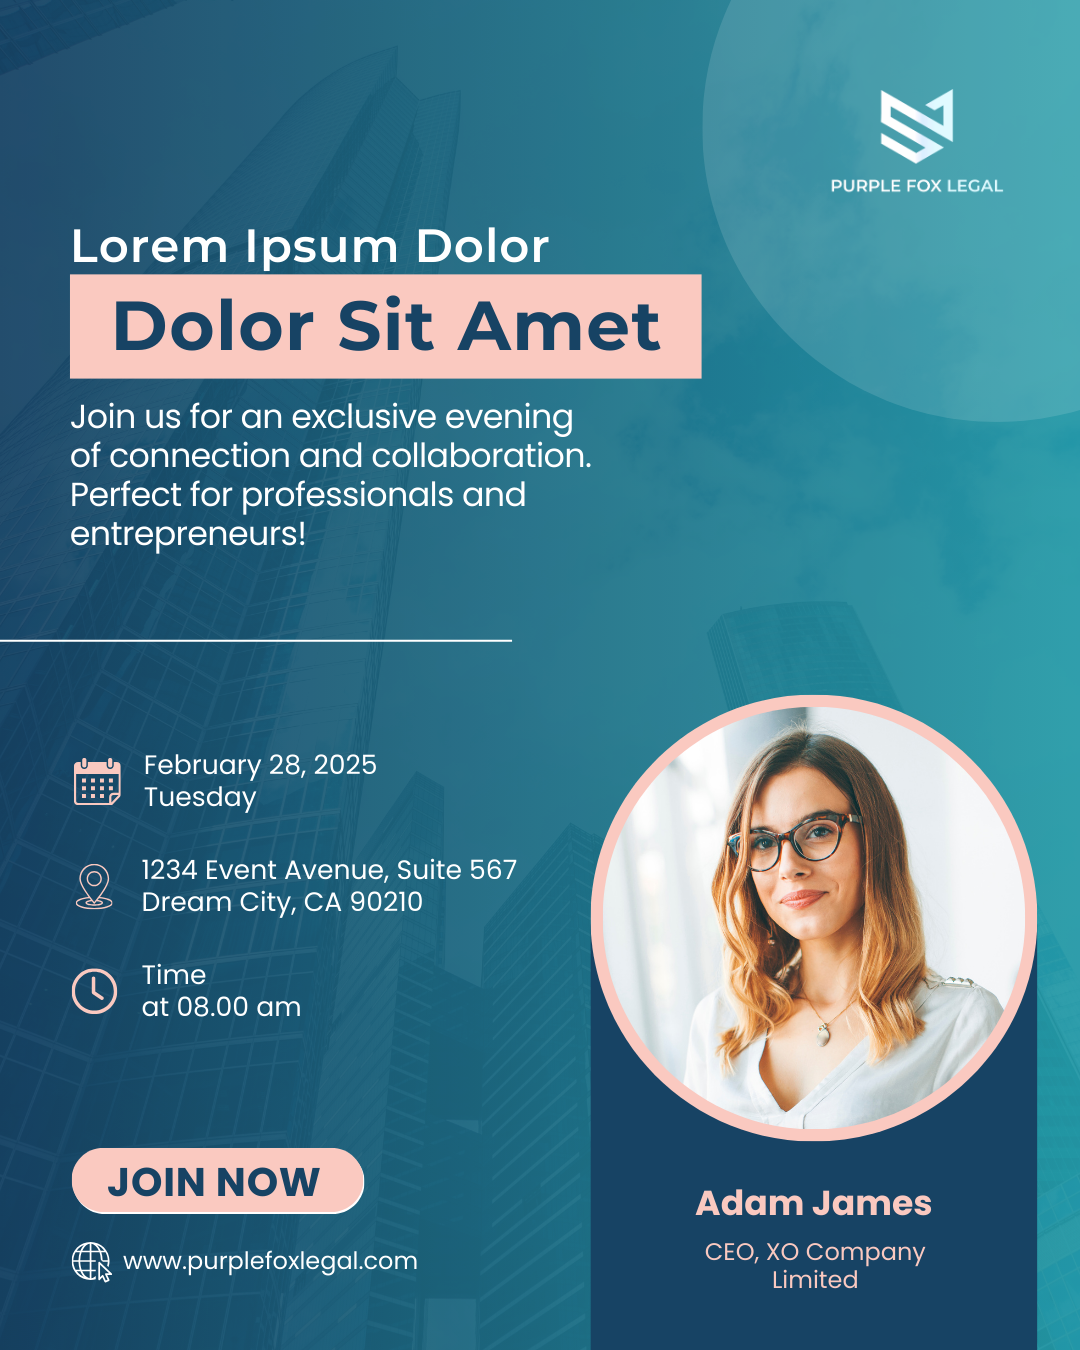 PURPLE FOX LEGAL
Lorem Ipsum Dolor
Dolor Sit Amet
Join us for an exclusive evening
of connection and collaboration.
Perfect for professionals and
entrepreneurs!
February 28, 2025
Tuesday
1234 Event Avenue, Suite 567
Dream City, CA 90210
Time
at 08.00 am
JOIN NOW
www.purplefoxlegal.com
Adam James
CEO, XO Company
Limited